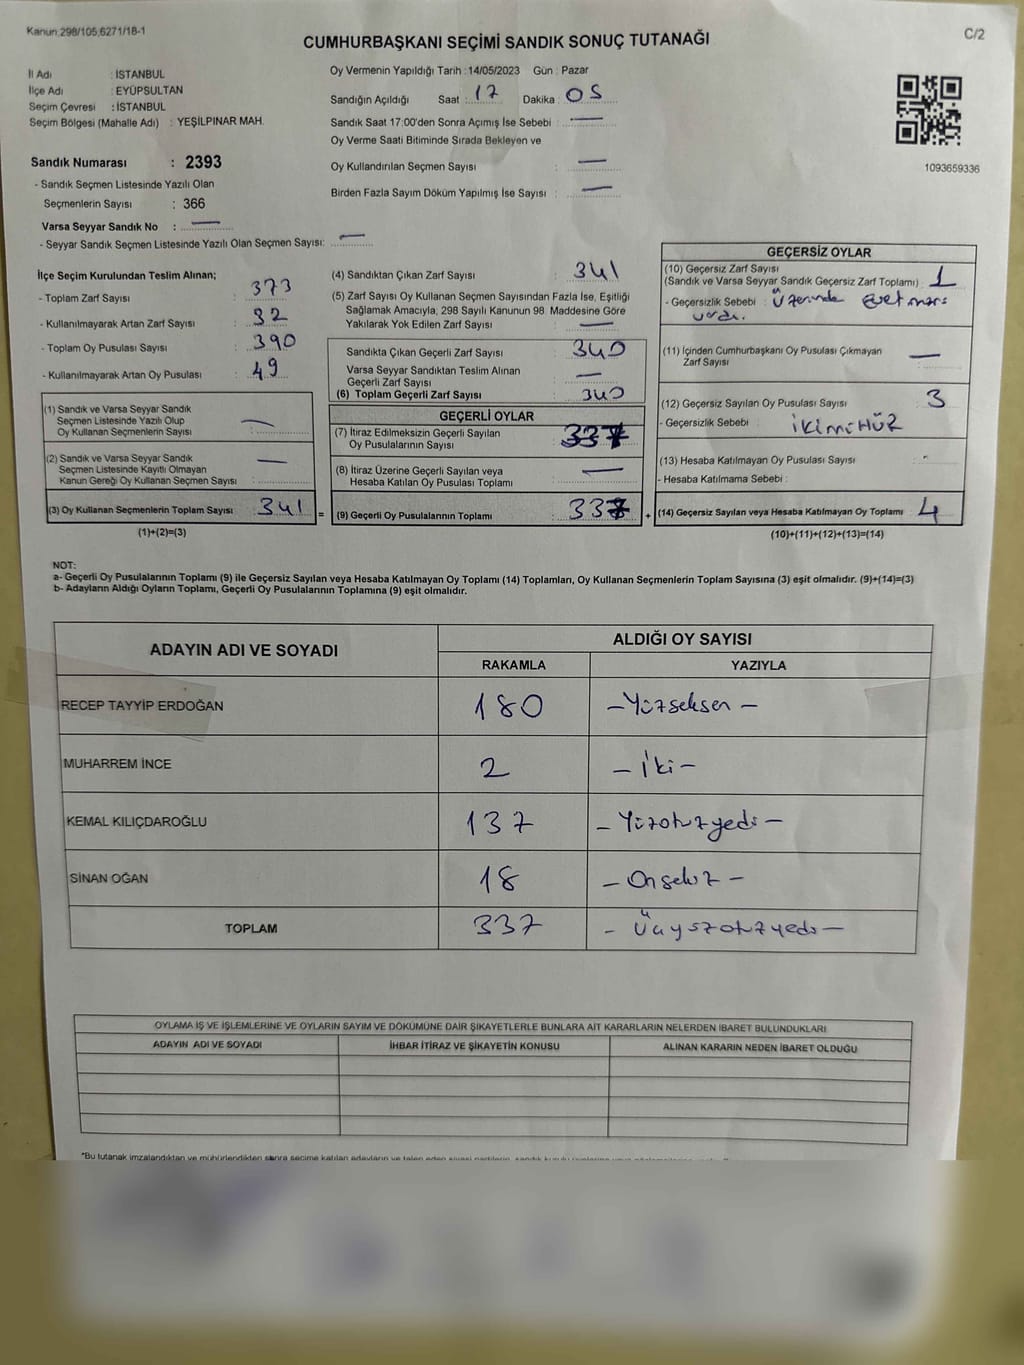 Kanun;298/105,6271/18-1
C/2
CUMHURBAŞKANI SEÇİMİ SANDIK SONUÇ TUTANAĞI
İl Adı : İSTANBUL
İlçe Adı : EYÜPSULTAN
Seçim Çevresi : İSTANBUL
Seçim Bölgesi (Mahalle Adı) : YEŞİLPINAR MAH.
Sandık Numarası : 2393
- Sandık Seçmen Listesinde Yazılı Olan
Seçmenlerin Sayısı : 366
Varsa Seyyar Sandık No : —
- Seyyar Sandık Seçmen Listesinde Yazılı Olan Seçmen Sayısı: —
Oy Vermenin Yapıldığı Tarih : 14/05/2023 Gün : Pazar
Sandığın Açıldığı Saat : 17 Dakika : 05
Sandık Saat 17:00'den Sonra Açımış İse Sebebi : —
Oy Verme Saati Bitiminde Sırada Bekleyen ve
Oy Kullandırılan Seçmen Sayısı : —
Birden Fazla Sayım Döküm Yapılmış İse Sayısı : —
1093659336
İlçe Seçim Kurulundan Teslim Alınan;
- Toplam Zarf Sayısı : 373
- Kullanılmayarak Artan Zarf Sayısı : 32
- Toplam Oy Pusulası Sayısı : 390
- Kullanılmayarak Artan Oy Pusulası : 49
(1) Sandık ve Varsa Seyyar Sandık
Seçmen Listesinde Yazılı Olup
Oy Kullanan Seçmenlerin Sayısı : —
(2) Sandık ve Varsa Seyyar Sandık
Seçmen Listesinde Kayıtlı Olmayan
Kanun Gereği Oy Kullanan Seçmen Sayısı : —
(3) Oy Kullanan Seçmenlerin Toplam Sayısı : 341
(1)+(2)=(3)
(4) Sandıktan Çıkan Zarf Sayısı : 341
(5) Zarf Sayısı Oy Kullanan Seçmen Sayısından Fazla İse, Eşitliği
Sağlamak Amacıyla, 298 Sayılı Kanunun 98. Maddesine Göre
Yakılarak Yok Edilen Zarf Sayısı : —
Sandıkta Çıkan Geçerli Zarf Sayısı : 340
Varsa Seyyar Sandıktan Teslim Alınan
Geçerli Zarf Sayısı : —
(6) Toplam Geçerli Zarf Sayısı : 340
GEÇERLİ OYLAR
(7) İtiraz Edilmeksizin Geçerli Sayılan
Oy Pusulalarının Sayısı : 337
(8) İtiraz Üzerine Geçerli Sayılan veya
Hesaba Katılan Oy Pusulası Toplamı : —
= (9) Geçerli Oy Pusulalarının Toplamı : 337 +
GEÇERSİZ OYLAR
(10) Geçersiz Zarf Sayısı
(Sandık ve Varsa Seyyar Sandık Geçersiz Zarf Toplamı) : 1
- Geçersizlik Sebebi : Üzerinde Evet
vardı.
(11) İçinden Cumhurbaşkanı Oy Pusulası Çıkmayan
Zarf Sayısı : —
(12) Geçersiz Sayılan Oy Pusulası Sayısı : 3
- Geçersizlik Sebebi : İKİ MÜHÜR
(13) Hesaba Katılmayan Oy Pusulası Sayısı :
- Hesaba Katılmama Sebebi :
(14) Geçersiz Sayılan veya Hesaba Katılmayan Oy Toplamı : 4
(10)+(11)+(12)+(13)=(14)
NOT:
a- Geçerli Oy Pusulalarının Toplamı (9) ile Geçersiz Sayılan veya Hesaba Katılmayan Oy Toplamı (14) Toplamları, Oy Kullanan Seçmenlerin Toplam Sayısına (3) eşit olmalıdır. (9)+(14)=(3)
b- Adayların Aldığı Oyların Toplamı, Geçerli Oy Pusulalarının Toplamına (9) eşit olmalıdır.
ADAYIN ADI VE SOYADI ALDIĞI OY SAYISI
RAKAMLA YAZIYLA
RECEP TAYYİP ERDOĞAN 180 -Yüzseksen-
MUHARREM İNCE 2 -İki-
KEMAL KILIÇDAROĞLU 137 -Yüzotuzyedi-
SİNAN OĞAN 18 -Onsekiz-
TOPLAM 337 -Üçyüzotuzyedi-
OYLAMA İŞ VE İŞLEMLERİNE VE OYLARIN SAYIM VE DÖKÜMÜNE DAİR ŞİKAYETLERLE BUNLARA AİT KARARLARIN NELERDEN İBARET BULUNDUKLARI
ADAYIN ADI VE SOYADI İHBAR İTİRAZ VE ŞİKAYETİN KONUSU ALINAN KARARIN NEDEN İBARET OLDUĞU
"Bu tutanak imzalandıktan ve mühürlendikten sonra seçime katılan adayların ve talep eden siyasi partilerin, sandık kurulu